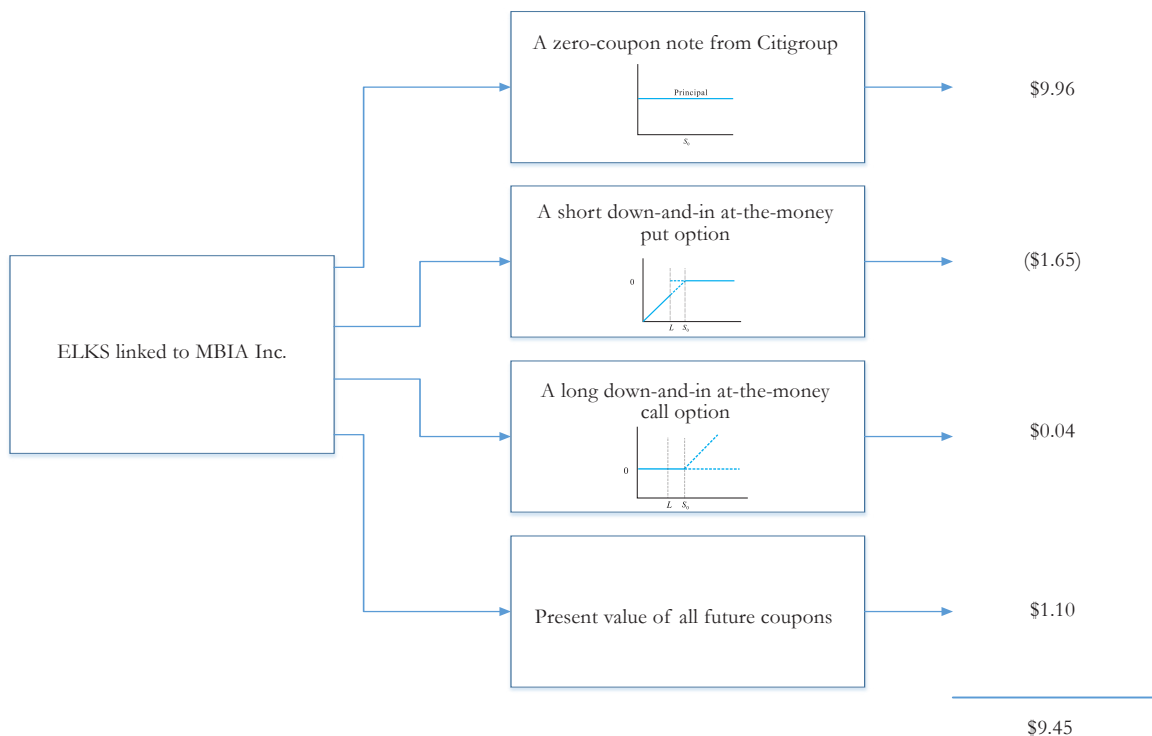 A zero-coupon note from Citigroup
Principal
S₀
$9.96
A short down-and-in at-the-money
put option
0
L
S₀
($1.65)
ELKS linked to MBIA Inc.
A long down-and-in at-the-money
call option
0
L
S₀
$0.04
Present value of all future coupons
$1.10
$9.45